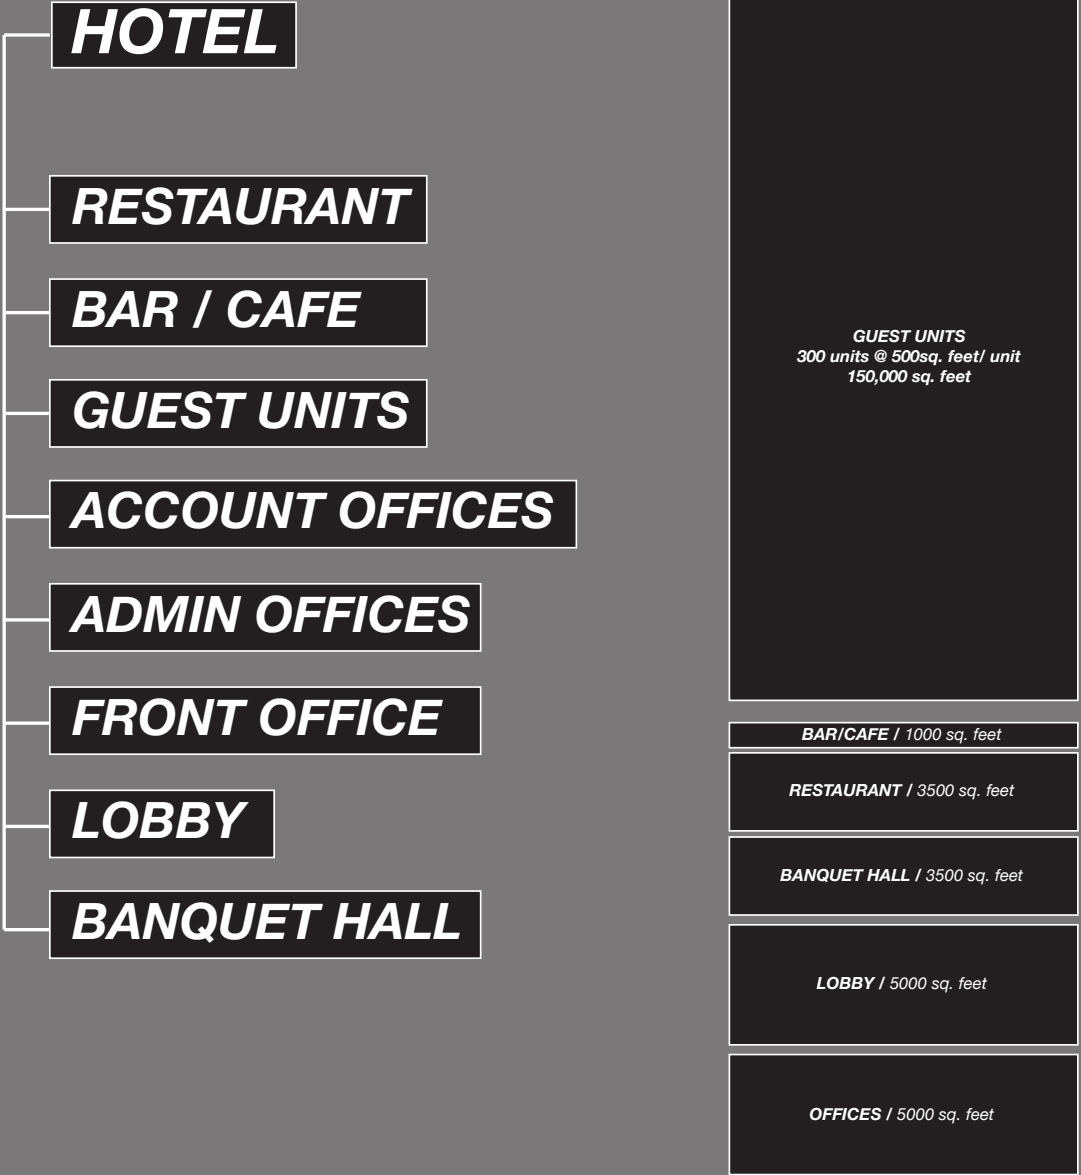 HOTEL
RESTAURANT
BAR / CAFE
GUEST UNITS
ACCOUNT OFFICES
ADMIN OFFICES
FRONT OFFICE
LOBBY
BANQUET HALL
GUEST UNITS
300 units @ 500sq. feet/ unit
150,000 sq. feet
BAR/CAFE / 1000 sq. feet
RESTAURANT / 3500 sq. feet
BANQUET HALL / 3500 sq. feet
LOBBY / 5000 sq. feet
OFFICES / 5000 sq. feet